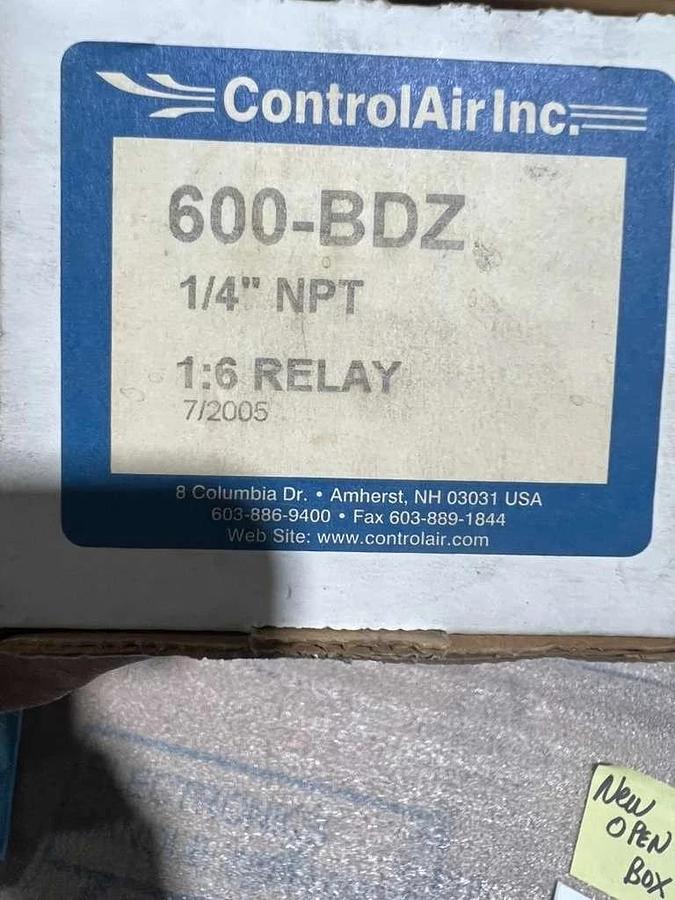 ControlAir Inc.
600-BDZ
1/4" NPT
1:6 RELAY
7/2005
8 Columbia Dr. • Amherst, NH 03031 USA
603-886-9400 • Fax 603-889-1844
Web Site: www.controlair.com
New
OPEN
BOX